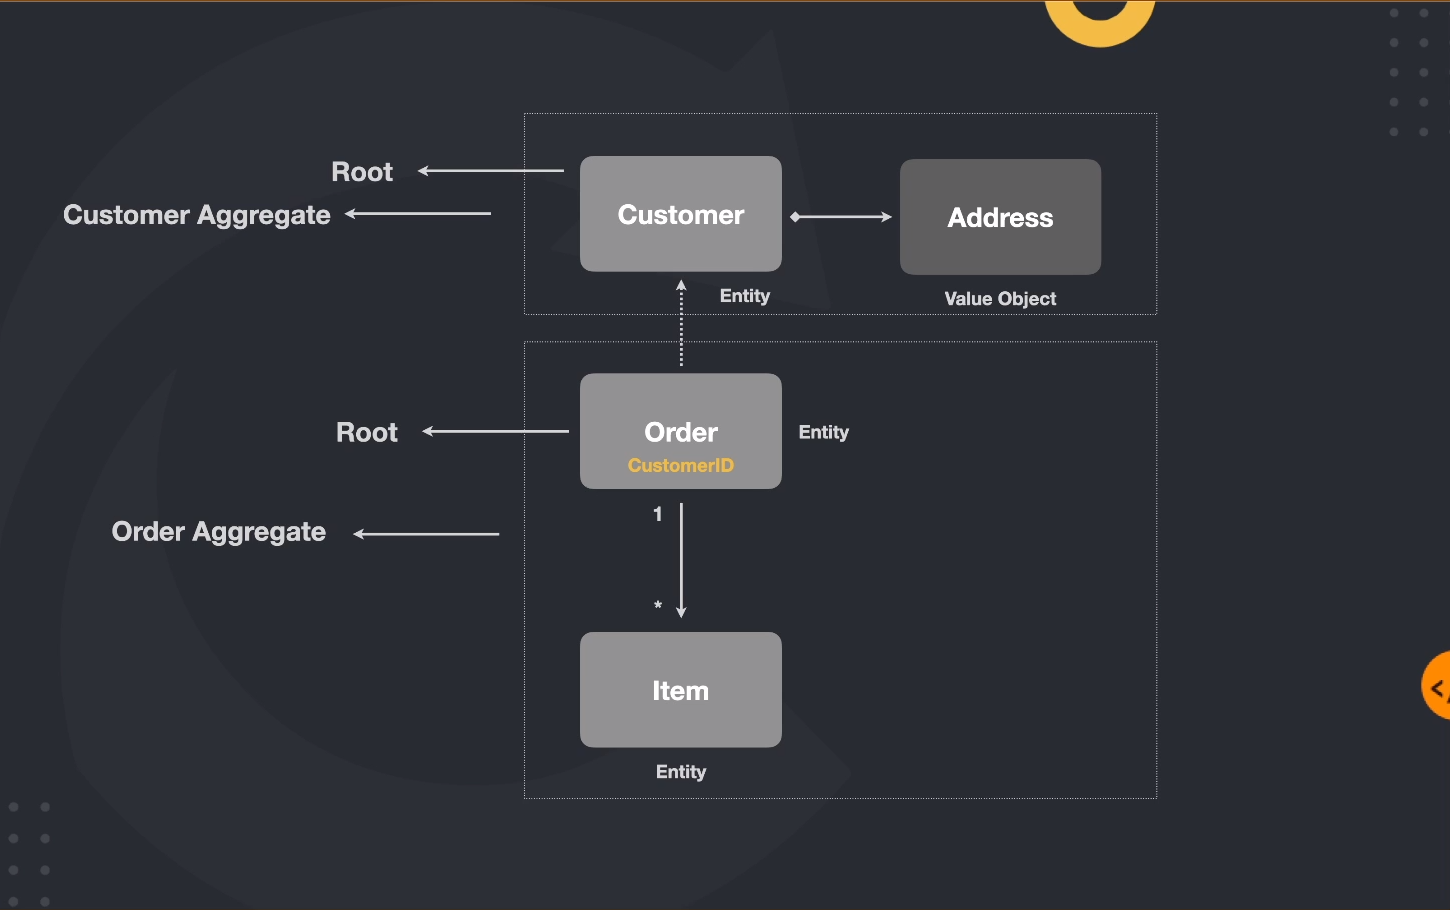 Root
Customer Aggregate
Customer
Address
Entity
Value Object
Root
Order
CustomerID
Entity
1
Order Aggregate
*
Item
Entity